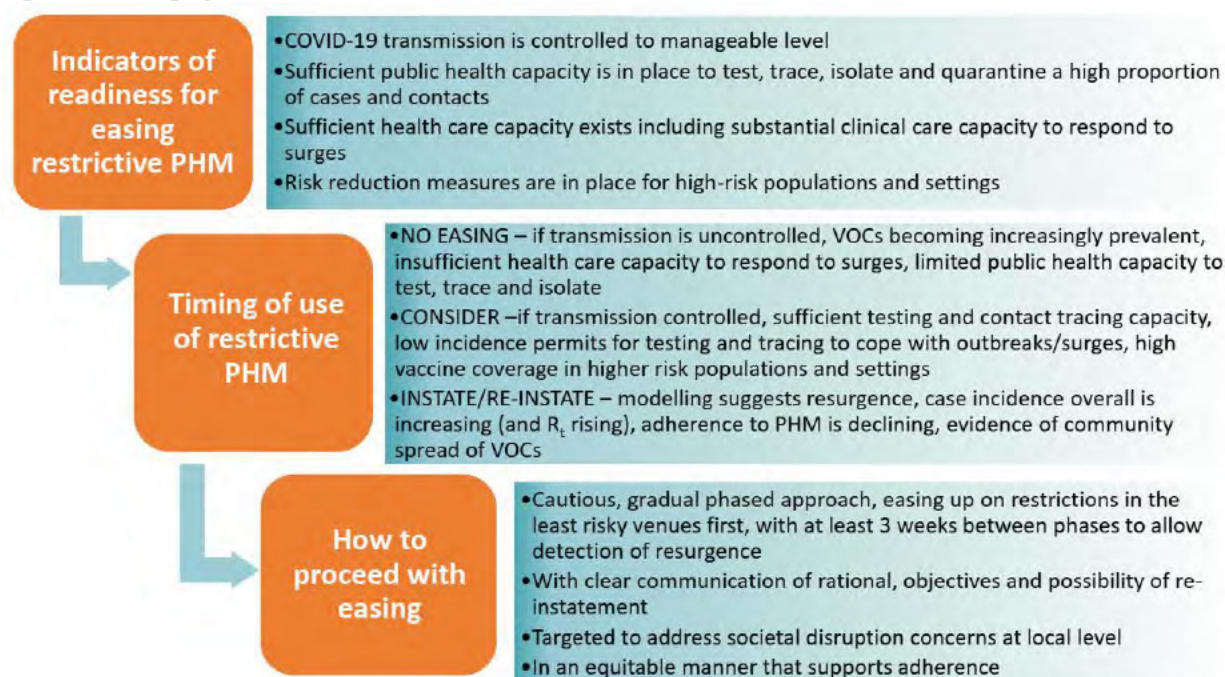 Indicators of
readiness for
easing
restrictive PHM
•COVID-19 transmission is controlled to manageable level
•Sufficient public health capacity is in place to test, trace, isolate and quarantine a high proportion
of cases and contacts
•Sufficient health care capacity exists including substantial clinical care capacity to respond to
surges
•Risk reduction measures are in place for high-risk populations and settings
Timing of use
of restrictive
PHM
•NO EASING – if transmission is uncontrolled, VOCs becoming increasingly prevalent,
insufficient health care capacity to respond to surges, limited public health capacity to
test, trace and isolate
•CONSIDER –if transmission controlled, sufficient testing and contact tracing capacity,
low incidence permits for testing and tracing to cope with outbreaks/surges, high
vaccine coverage in higher risk populations and settings
•INSTATE/RE-INSTATE – modelling suggests resurgence, case incidence overall is
increasing (and Rt rising), adherence to PHM is declining, evidence of community
spread of VOCs
How to
proceed with
easing
•Cautious, gradual phased approach, easing up on restrictions in the
least risky venues first, with at least 3 weeks between phases to allow
detection of resurgence
•With clear communication of rational, objectives and possibility of re-
instatement
•Targeted to address societal disruption concerns at local level
•In an equitable manner that supports adherence